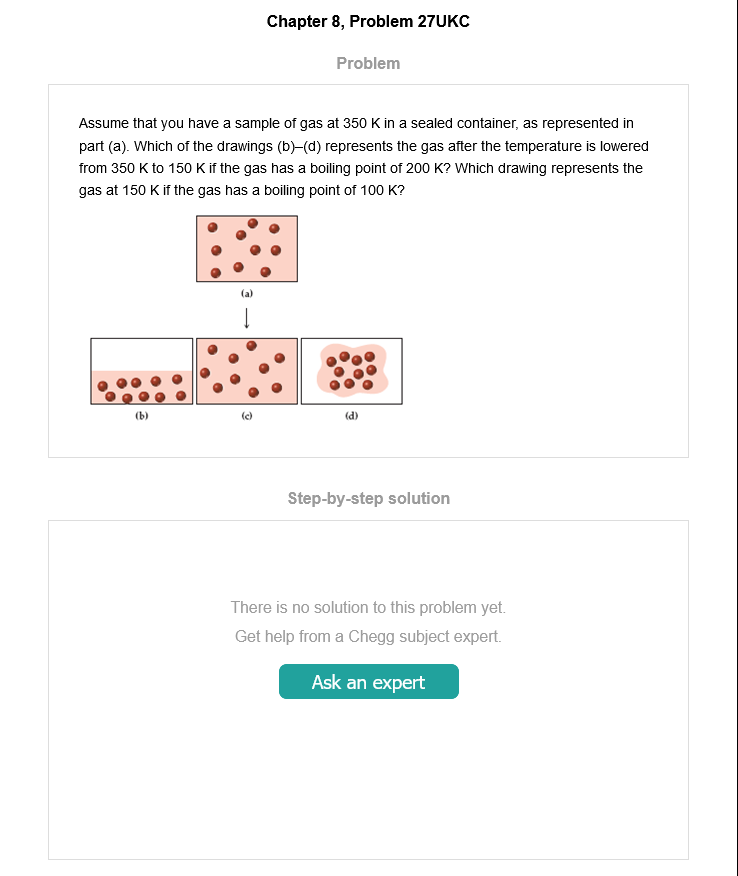 Chapter 8, Problem 27UKC
Problem
Assume that you have a sample of gas at 350 K in a sealed container, as represented in
part (a). Which of the drawings (b)–(d) represents the gas after the temperature is lowered
from 350 K to 150 K if the gas has a boiling point of 200 K? Which drawing represents the
gas at 150 K if the gas has a boiling point of 100 K?
(a)
(b) (c) (d)
Step-by-step solution
There is no solution to this problem yet.
Get help from a Chegg subject expert.
Ask an expert